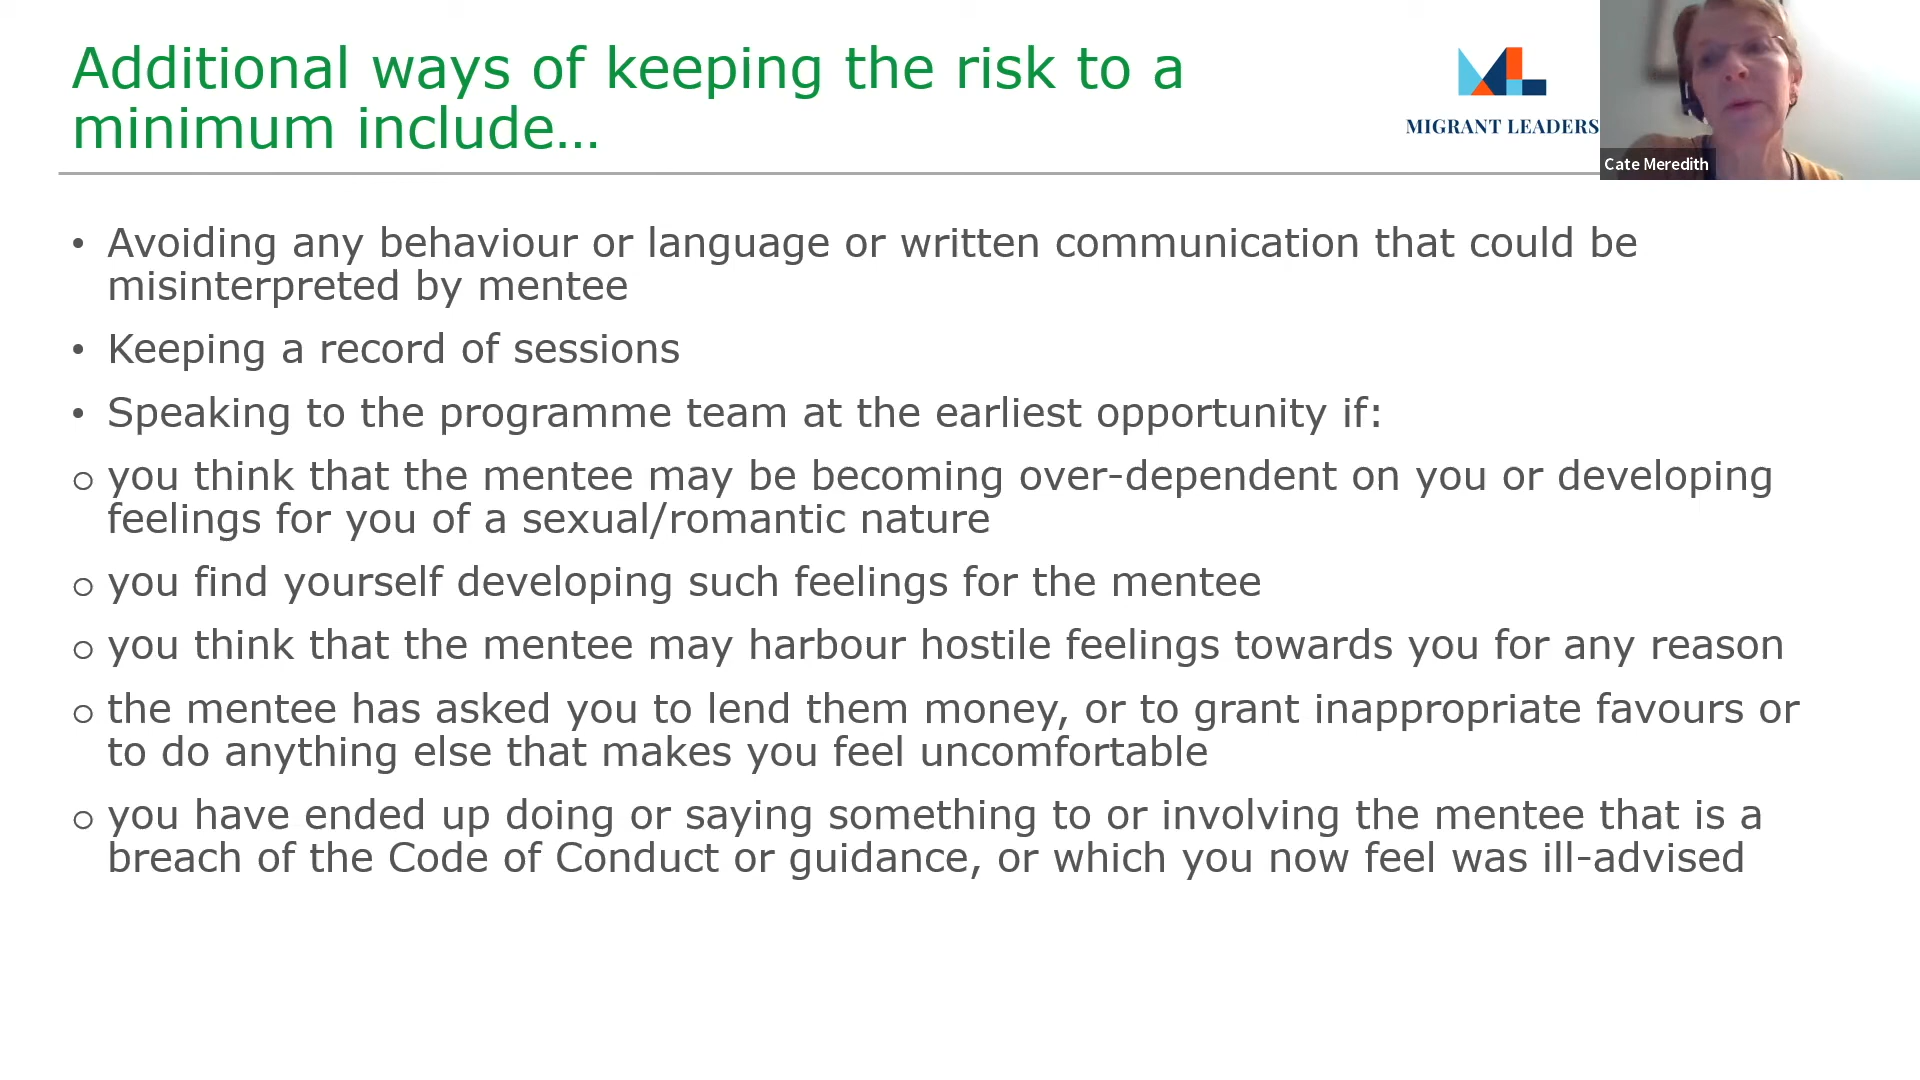 Additional ways of keeping the risk to a
minimum include…
MIGRANT LEADERS
Cate Meredith
• Avoiding any behaviour or language or written communication that could be
misinterpreted by mentee
• Keeping a record of sessions
• Speaking to the programme team at the earliest opportunity if:
o you think that the mentee may be becoming over-dependent on you or developing
feelings for you of a sexual/romantic nature
o you find yourself developing such feelings for the mentee
o you think that the mentee may harbour hostile feelings towards you for any reason
o the mentee has asked you to lend them money, or to grant inappropriate favours or
to do anything else that makes you feel uncomfortable
o you have ended up doing or saying something to or involving the mentee that is a
breach of the Code of Conduct or guidance, or which you now feel was ill-advised